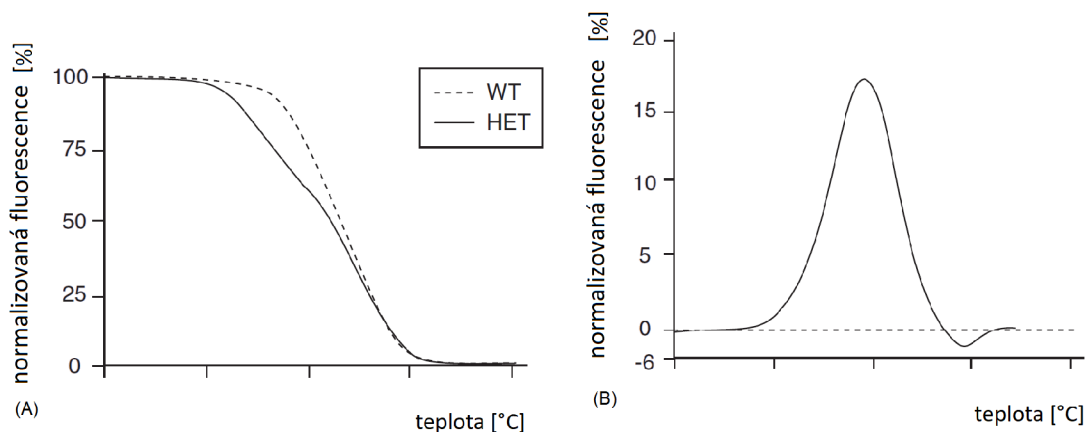 normalizovaná fluorescence [%]
100
75
50
25
0
WT
HET
(A)
teplota [°C]
normalizovaná fluorescence [%]
20
15
10
5
0
-6
(B)
teplota [°C]